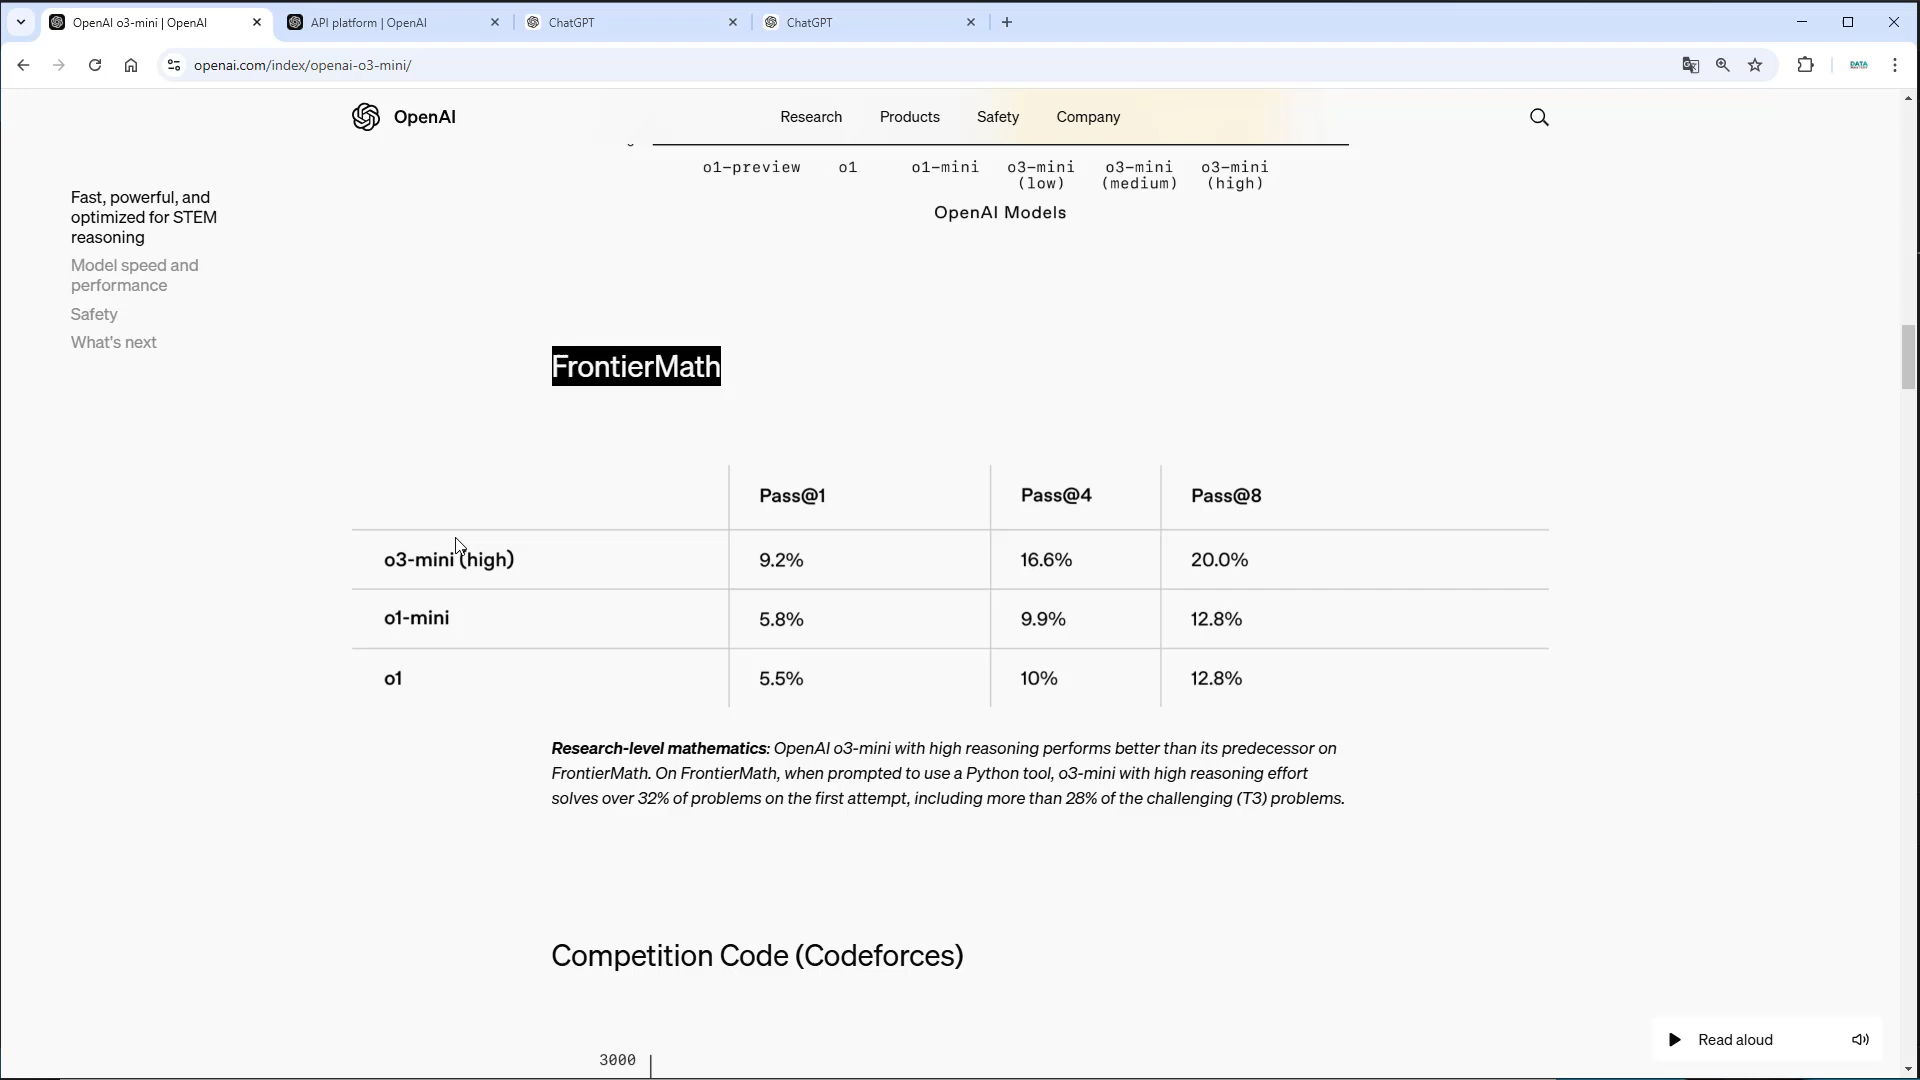 OpenAI o3-mini | OpenAI
API platform | OpenAI
ChatGPT
ChatGPT
openai.com/index/openai-o3-mini/
DATA
OpenAI
Research
Products
Safety
Company
o1-preview
o1
o1-mini
o3-mini (low)
o3-mini (medium)
o3-mini (high)
OpenAI Models
Fast, powerful, and
optimized for STEM
reasoning
Model speed and
performance
Safety
What's next
FrontierMath
Pass@1 Pass@4 Pass@8
o3-mini (high) 9.2% 16.6% 20.0%
o1-mini 5.8% 9.9% 12.8%
o1 5.5% 10% 12.8%
Research-level mathematics: OpenAI o3-mini with high reasoning performs better than its predecessor on
FrontierMath. On FrontierMath, when prompted to use a Python tool, o3-mini with high reasoning effort
solves over 32% of problems on the first attempt, including more than 28% of the challenging (T3) problems.
Competition Code (Codeforces)
3000
Read aloud